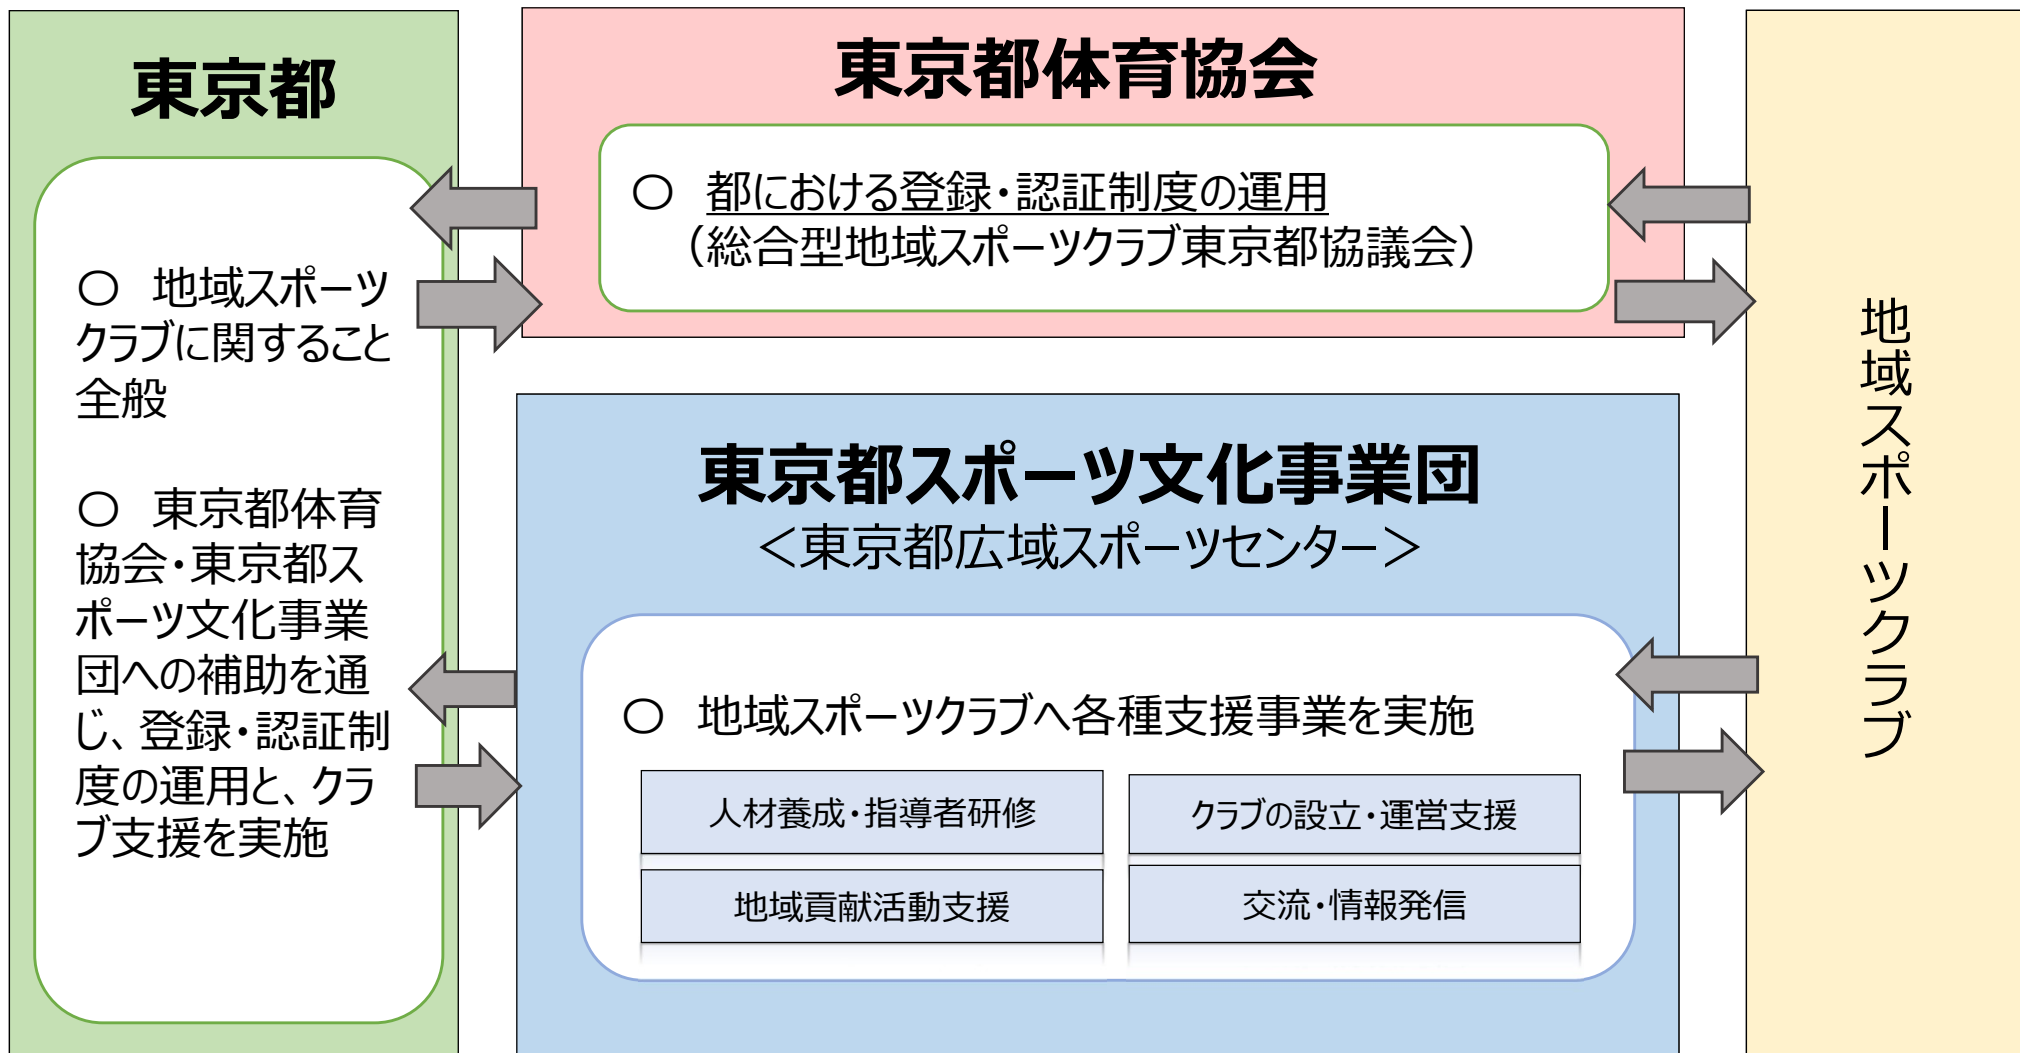 東京都
○　地域スポーツ
クラブに関すること
全般
○　東京都体育
協会・東京都ス
ポーツ文化事業
団への補助を通
じ、登録・認証制
度の運用と、クラ
ブ支援を実施
東京都体育協会
○　都における登録・認証制度の運用
（総合型地域スポーツクラブ東京都協議会）
東京都スポーツ文化事業団
＜東京都広域スポーツセンター＞
○　地域スポーツクラブへ各種支援事業を実施
人材養成・指導者研修
クラブの設立・運営支援
地域貢献活動支援
交流・情報発信
地域スポーツクラブ